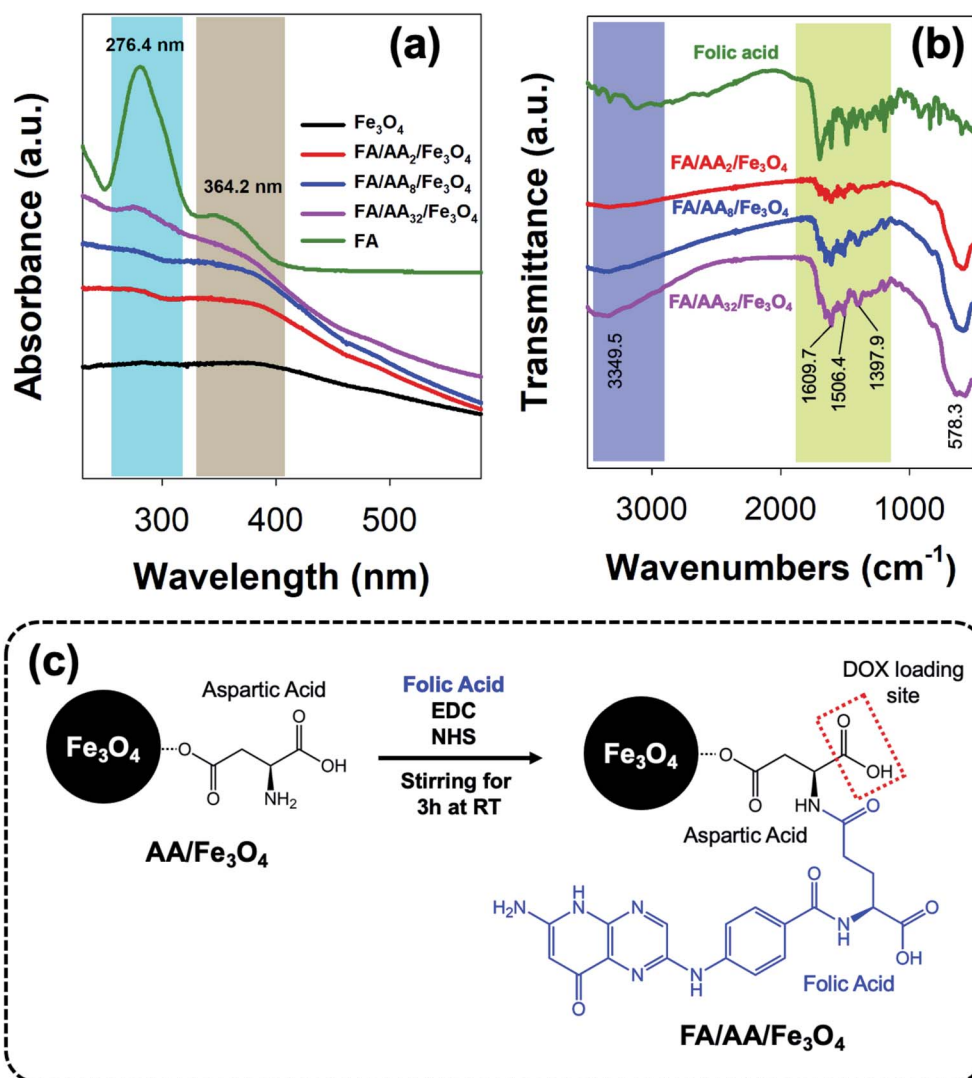 (a)
276.4 nm
364.2 nm
Fe₃O₄
FA/AA₂/Fe₃O₄
FA/AA₈/Fe₃O₄
FA/AA₃₂/Fe₃O₄
FA
Absorbance (a.u.)
300
400
500
Wavelength (nm)
(b)
Folic acid
FA/AA₂/Fe₃O₄
FA/AA₈/Fe₃O₄
FA/AA₃₂/Fe₃O₄
3349.5
1609.7
1506.4
1397.9
578.3
Transmittance (a.u.)
3000
2000
1000
Wavenumbers (cm⁻¹)
(c)
Fe₃O₄
Aspartic Acid
O
O
O
OH
NH₂
AA/Fe₃O₄
Folic Acid
EDC
NHS
Stirring for
3h at RT
DOX loading
site
Fe₃O₄
O
O
O
OH
HN
O
Aspartic Acid
H₂N
H
N
N
N
O
N
H
O
N
H
O
OH
Folic Acid
FA/AA/Fe₃O₄